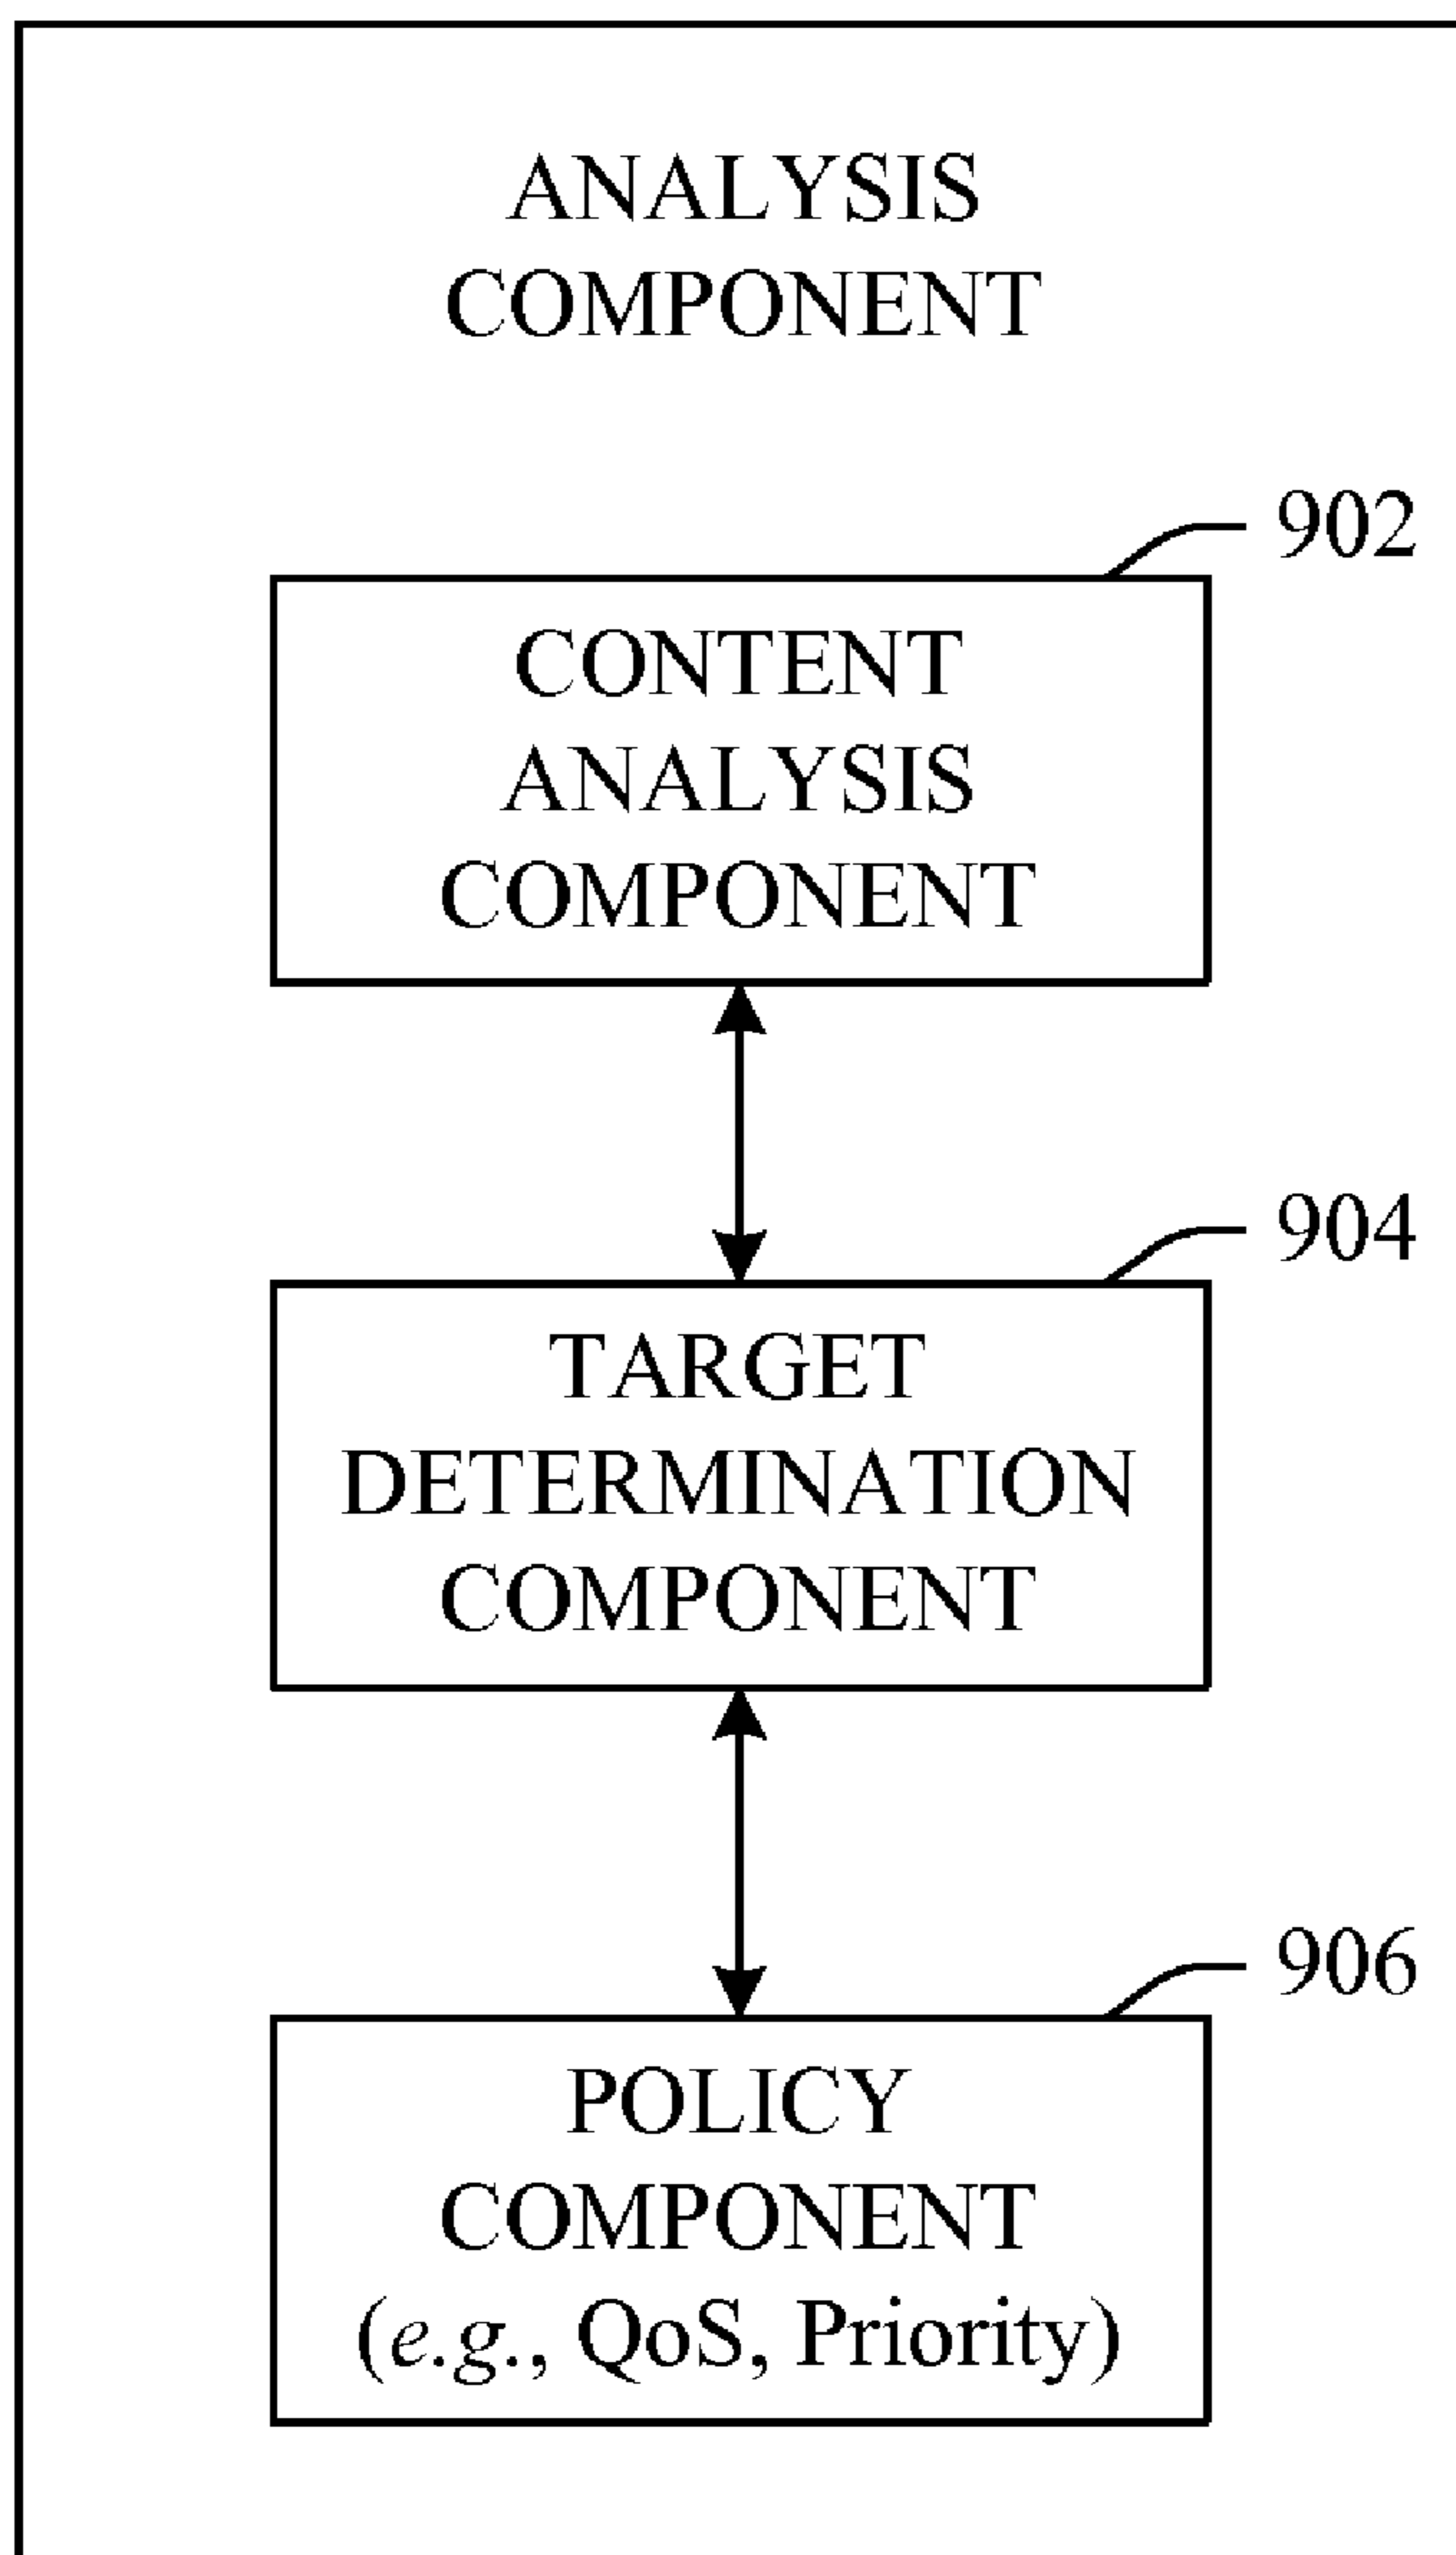 ANALYSIS
COMPONENT
902
CONTENT
ANALYSIS
COMPONENT
904
TARGET
DETERMINATION
COMPONENT
906
POLICY
COMPONENT
(e.g., QoS, Priority)